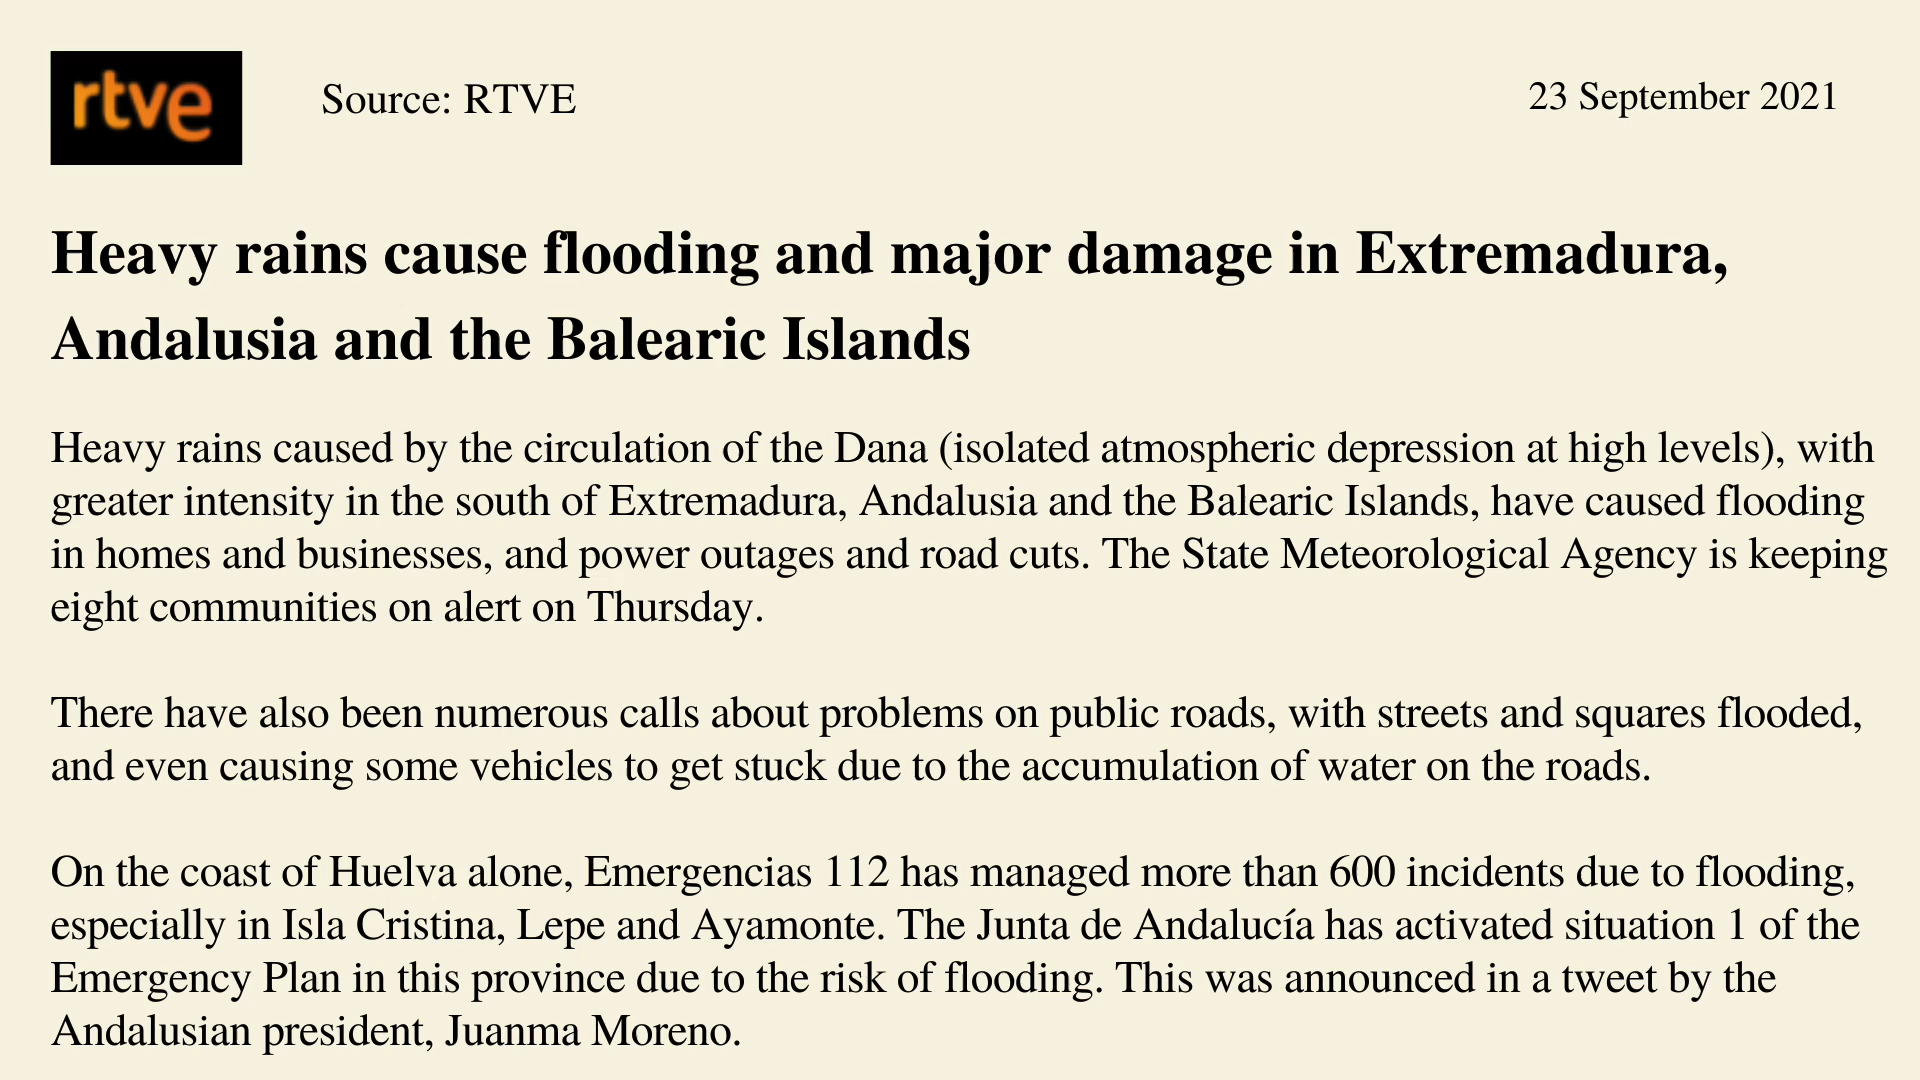 rtve
Source: RTVE
23 September 2021
Heavy rains cause flooding and major damage in Extremadura,
Andalusia and the Balearic Islands
Heavy rains caused by the circulation of the Dana (isolated atmospheric depression at high levels), with
greater intensity in the south of Extremadura, Andalusia and the Balearic Islands, have caused flooding
in homes and businesses, and power outages and road cuts. The State Meteorological Agency is keeping
eight communities on alert on Thursday.
There have also been numerous calls about problems on public roads, with streets and squares flooded,
and even causing some vehicles to get stuck due to the accumulation of water on the roads.
On the coast of Huelva alone, Emergencias 112 has managed more than 600 incidents due to flooding,
especially in Isla Cristina, Lepe and Ayamonte. The Junta de Andalucía has activated situation 1 of the
Emergency Plan in this province due to the risk of flooding. This was announced in a tweet by the
Andalusian president, Juanma Moreno.